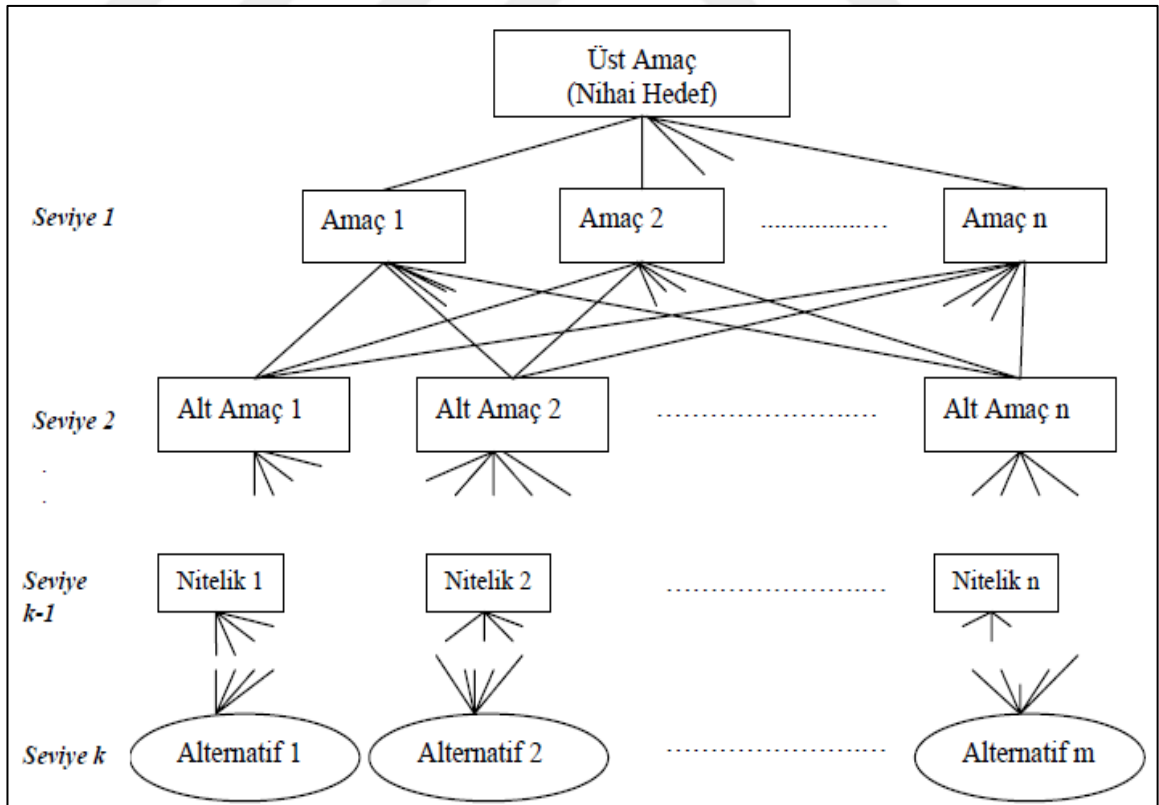 Üst Amaç
(Nihai Hedef)
Seviye 1
Amaç 1
Amaç 2
..................
Amaç n
Seviye 2
Alt Amaç 1
Alt Amaç 2
..........................
Alt Amaç n
.
.
Seviye
k-1
Nitelik 1
Nitelik 2
..........................
Nitelik n
Seviye k
Alternatif 1
Alternatif 2
..........................
Alternatif m